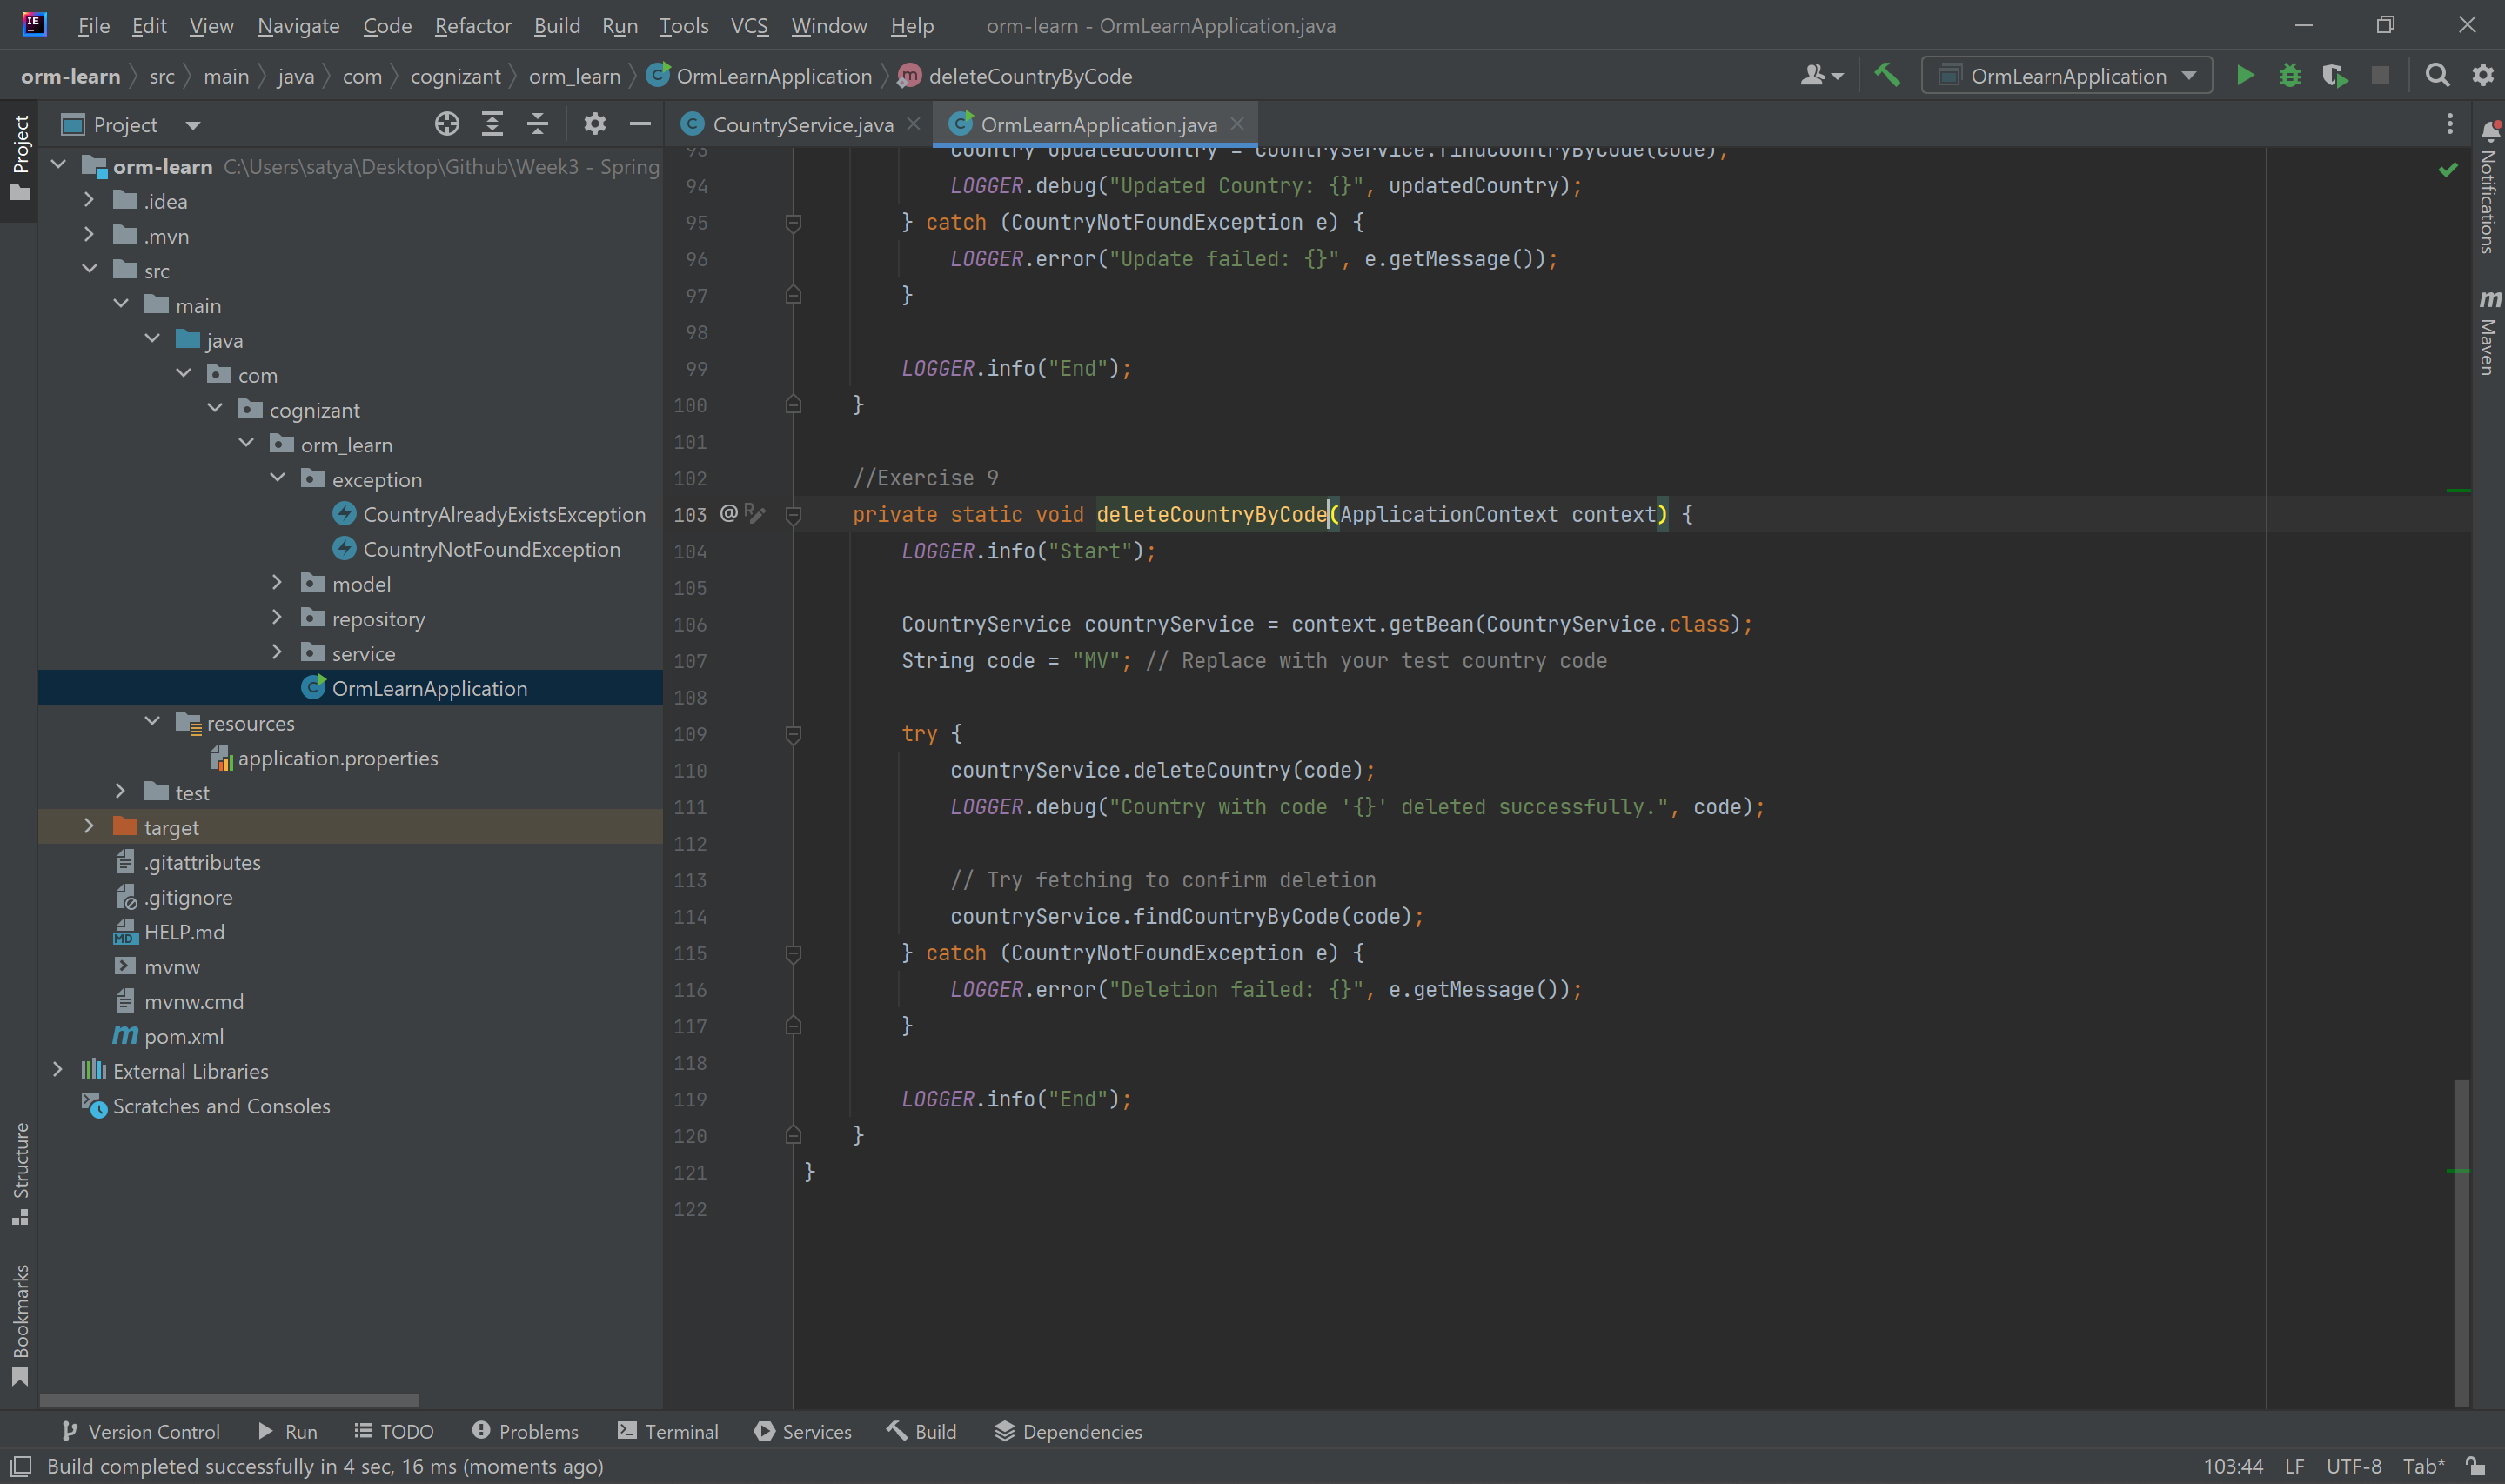 File Edit View Navigate Code Refactor Build Run Tools VCS Window Help orm-learn - OrmLearnApplication.java
orm-learn src main java com cognizant orm_learn OrmLearnApplication deleteCountryByCode OrmLearnApplication
Project
Project
CountryService.java OrmLearnApplication.java
orm-learn C:\Users\satya\Desktop\Github\Week3 - Spring
.idea
.mvn
src
main
java
com
cognizant
orm_learn
exception
CountryAlreadyExistsException
CountryNotFoundException
model
repository
service
OrmLearnApplication
resources
application.properties
test
target
.gitattributes
.gitignore
HELP.md
mvnw
mvnw.cmd
pom.xml
External Libraries
Scratches and Consoles
Structure
Bookmarks
93 Country updatedCountry = countryService.findCountryByCode(code);
94 LOGGER.debug("Updated Country: {}", updatedCountry);
95 } catch (CountryNotFoundException e) {
96 LOGGER.error("Update failed: {}", e.getMessage());
97 }
98
99 LOGGER.info("End");
100 }
101
102 //Exercise 9
103 @ private static void deleteCountryByCode(ApplicationContext context) {
104 LOGGER.info("Start");
105
106 CountryService countryService = context.getBean(CountryService.class);
107 String code = "MV"; // Replace with your test country code
108
109 try {
110 countryService.deleteCountry(code);
111 LOGGER.debug("Country with code '{}' deleted successfully.", code);
112
113 // Try fetching to confirm deletion
114 countryService.findCountryByCode(code);
115 } catch (CountryNotFoundException e) {
116 LOGGER.error("Deletion failed: {}", e.getMessage());
117 }
118
119 LOGGER.info("End");
120 }
121 }
122
Notifications
Maven
Version Control Run TODO Problems Terminal Services Build Dependencies
Build completed successfully in 4 sec, 16 ms (moments ago) 103:44 LF UTF-8 Tab*